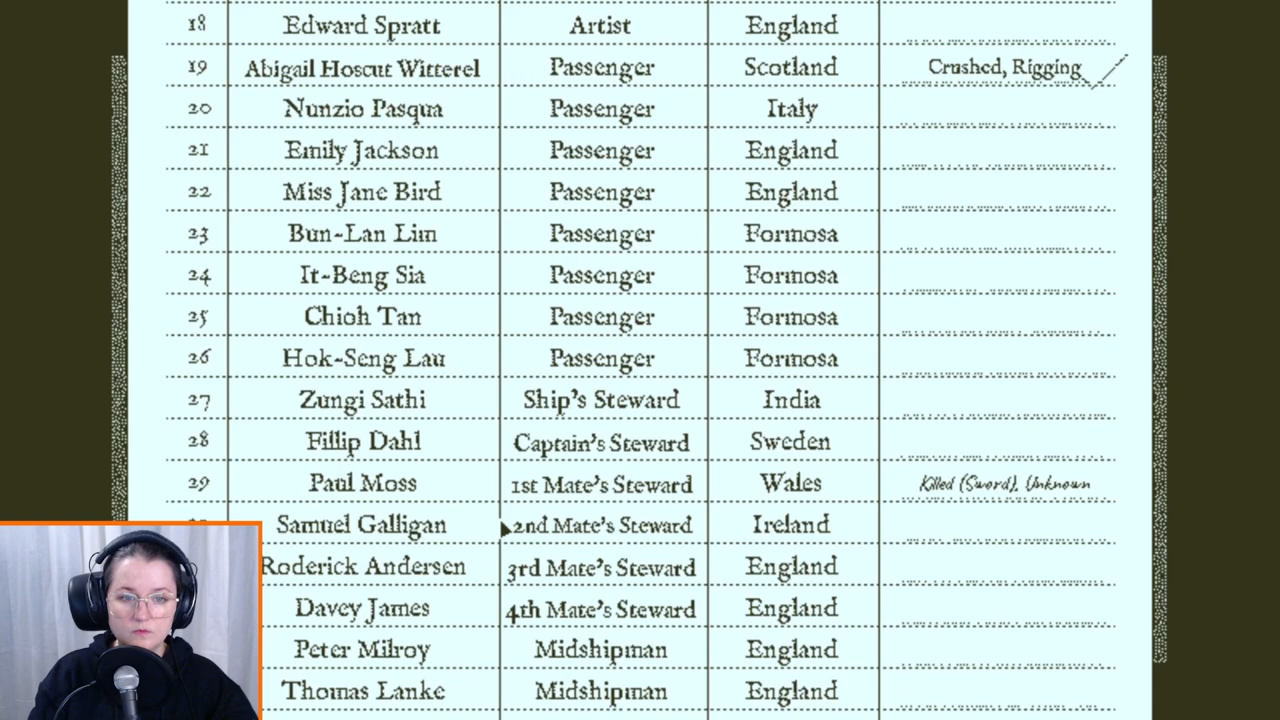 18 Edward Spratt Artist England
19 Abigail Hoscut Witterel Passenger Scotland Crushed, Rigging
20 Nunzio Pasqua Passenger Italy
21 Emily Jackson Passenger England
22 Miss Jane Bird Passenger England
23 Bun-Lan Lim Passenger Formosa
24 It-Beng Sia Passenger Formosa
25 Chioh Tan Passenger Formosa
26 Hok-Seng Lau Passenger Formosa
27 Zungi Sathi Ship's Steward India
28 Fillip Dahl Captain's Steward Sweden
29 Paul Moss 1st Mate's Steward Wales Killed (Sword), Unknown
Samuel Galligan 2nd Mate's Steward Ireland
Roderick Andersen 3rd Mate's Steward England
Davey James 4th Mate's Steward England
Peter Milroy Midshipman England
Thomas Lanke Midshipman England